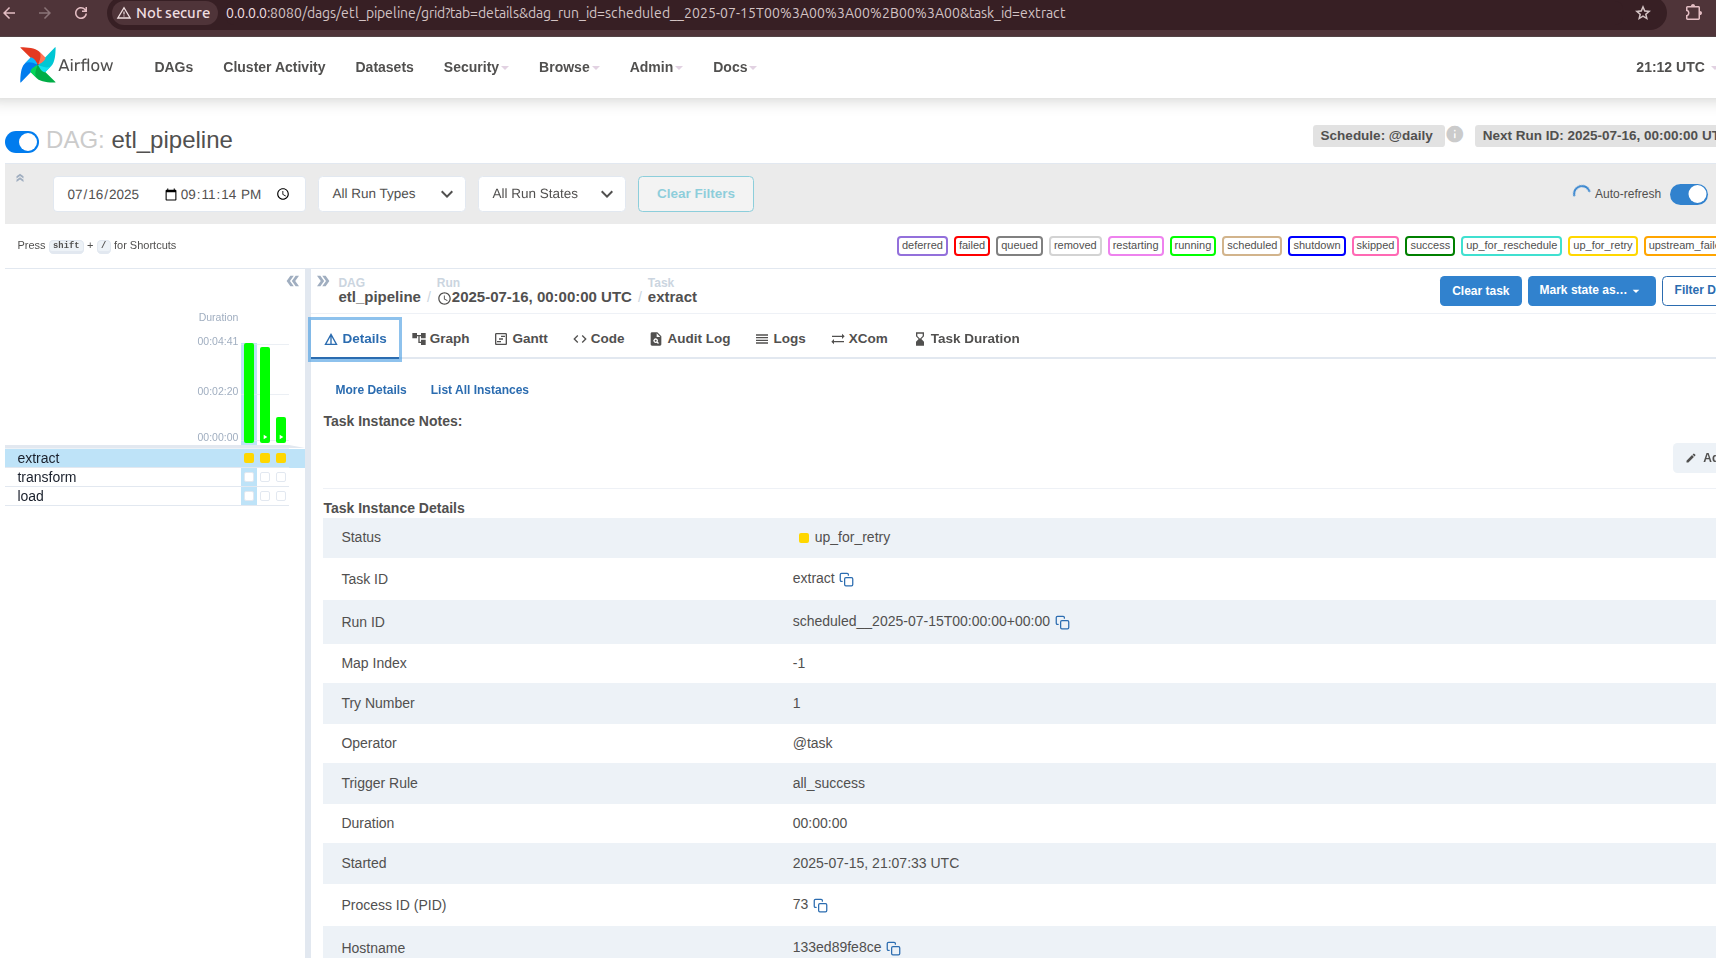 Not secure 0.0.0.0:8080/dags/etl_pipeline/grid?tab=details&dag_run_id=scheduled__2025-07-15T00%3A00%3A00%2B00%3A00&task_id=extract
Airflow DAGs Cluster Activity Datasets Security Browse Admin Docs 21:12 UTC
DAG: etl_pipeline Schedule: @daily Next Run ID: 2025-07-16, 00:00:00 UT
07/16/2025 09:11:14 PM All Run Types All Run States Clear Filters Auto-refresh
Press shift + / for Shortcuts deferred failed queued removed restarting running scheduled shutdown skipped success up_for_reschedule up_for_retry upstream_faile
DAG Run Task
etl_pipeline / 2025-07-16, 00:00:00 UTC / extract Clear task Mark state as... Filter D
Duration
00:04:41
00:02:20
00:00:00
extract
transform
load
Details Graph Gantt Code Audit Log Logs XCom Task Duration
More Details List All Instances
Task Instance Notes:
Ad
Task Instance Details
Status up_for_retry
Task ID extract
Run ID scheduled__2025-07-15T00:00:00+00:00
Map Index -1
Try Number 1
Operator @task
Trigger Rule all_success
Duration 00:00:00
Started 2025-07-15, 21:07:33 UTC
Process ID (PID) 73
Hostname 133ed89fe8ce